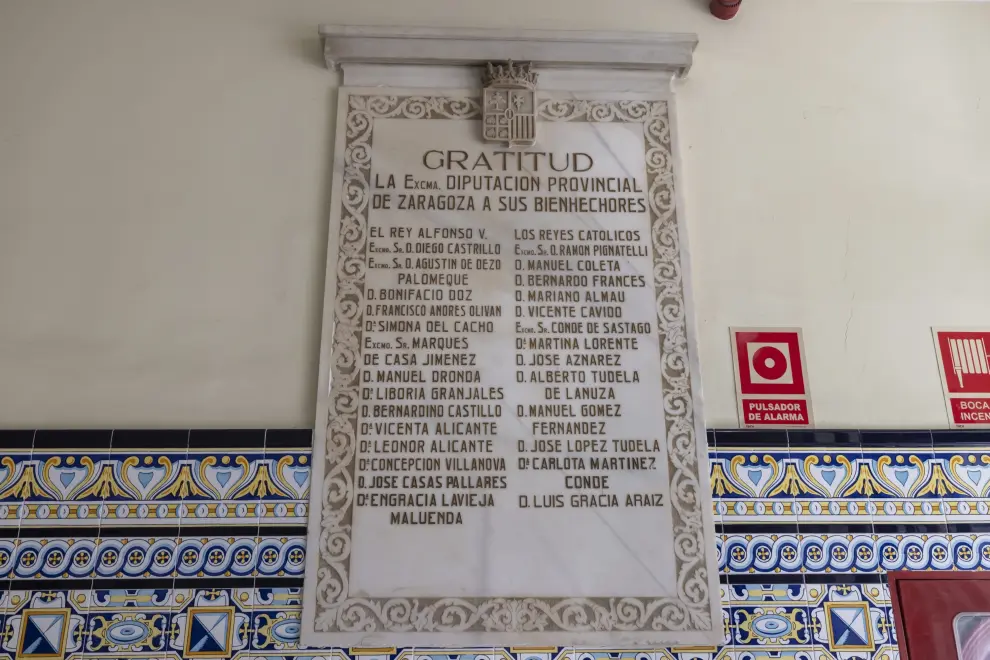 GRATITUD
LA EXCMA. DIPUTACION PROVINCIAL
DE ZARAGOZA A SUS BIENHECHORES
EL REY ALFONSO V.
EXCMO. SR. D. DIEGO CASTRILLO
EXCMO. SR. D. AGUSTIN DE OEZO
PALOMEQUE
D. BONIFACIO DOZ
D. FRANCISCO ANDRES OLIVAN
Dª SIMONA DEL CACHO
EXCMO. SR. MARQUES
DE CASA JIMENEZ
D. MANUEL DRONDA
Dª LIBORIA GRANJALES
D. BERNARDINO CASTILLO
Dª VICENTA ALICANTE
Dª LEONOR ALICANTE
Dª CONCEPCION VILLANOVA
D. JOSE CASAS PALLARES
Dª ENGRACIA LAVIEJA
MALUENDA
LOS REYES CATOLICOS
EXCMO. SR. D. RAMON PIGNATELLI
D. MANUEL COLETA
D. BERNARDO FRANCES
D. MARIANO ALMAU
D. VICENTE CAVIDO
EXCMO. SR. CONDE DE SASTAGO
Dª MARTINA LORENTE
D. JOSE AZNAREZ
D. ALBERTO TUDELA
DE LANUZA
D. MANUEL GOMEZ
FERNANDEZ
D. JOSE LOPEZ TUDELA
Dª CARLOTA MARTINEZ
CONDE
D. LUIS GRACIA ARAIZ
PULSADOR
DE ALARMA
BOCA
INCEN